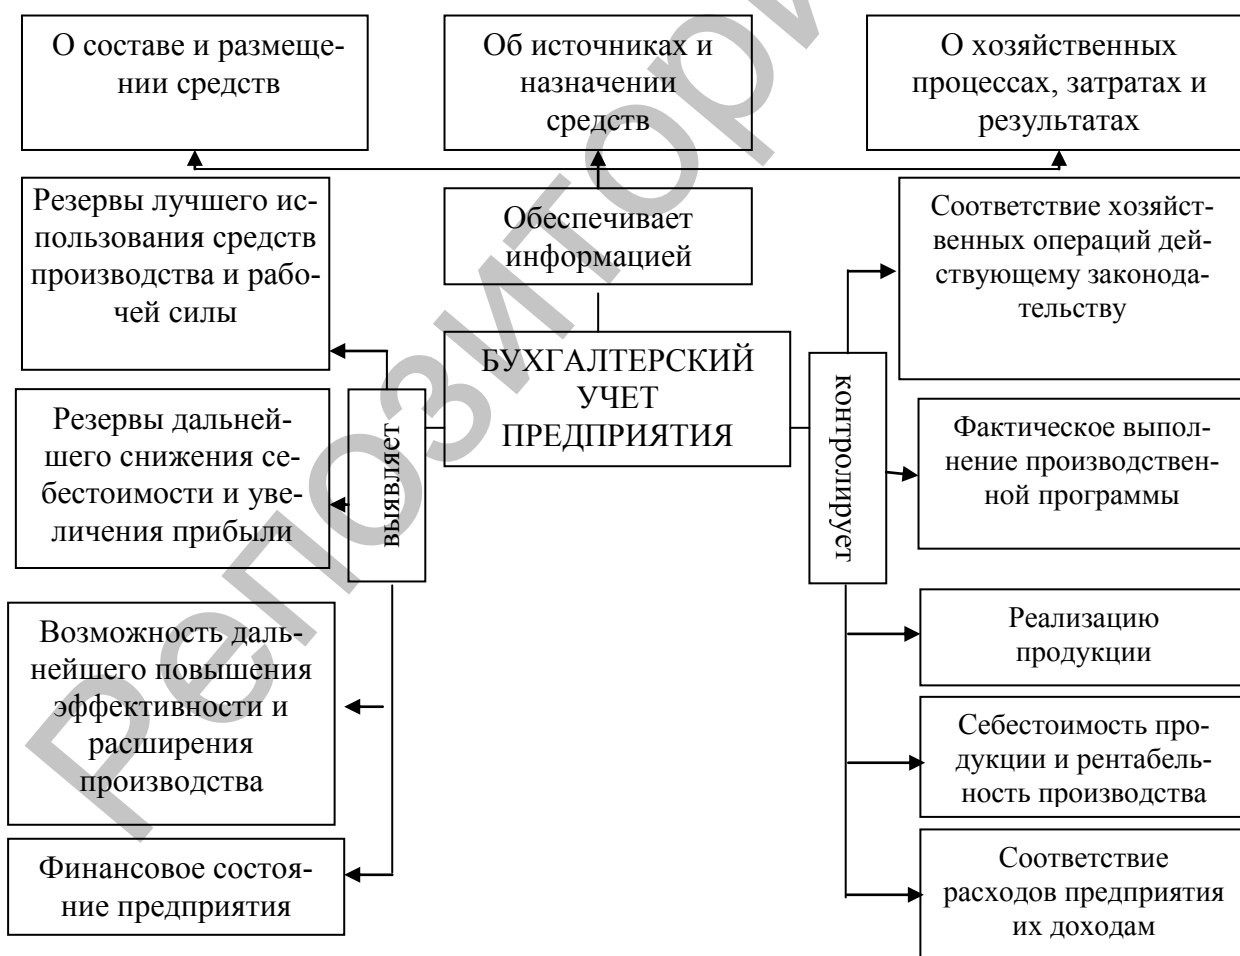 О составе и размеще-
нии средств
Об источниках и
назначении
средств
О хозяйственных
процессах, затратах и
результатах
Резервы лучшего ис-
пользования средств
производства и рабо-
чей силы
Обеспечивает
информацией
Соответствие хозяйст-
венных операций дей-
ствующему законода-
тельству
БУХГАЛТЕРСКИЙ
УЧЕТ
ПРЕДПРИЯТИЯ
выявляет
контролирует
Резервы дальней-
шего снижения се-
бестоимости и уве-
личения прибыли
Фактическое выпол-
нение производствен-
ной программы
Возможность даль-
нейшего повышения
эффективности и
расширения
производства
Реализацию
продукции
Себестоимость про-
дукции и рентабель-
ность производства
Финансовое состоя-
ние предприятия
Соответствие
расходов предприятия
их доходам